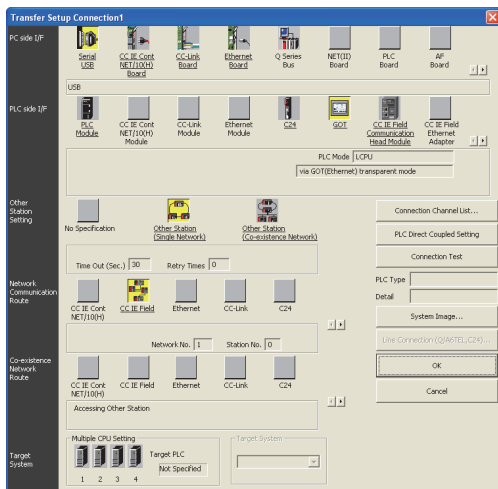 Transfer Setup Connection1
PC side I/F
Serial USB
CC IE Cont NET/10(H) Board
CC-Link Board
Ethernet Board
Q Series Bus
NET(II) Board
PLC Board
AF Board
USB
PLC side I/F
PLC Module
CC IE Cont NET/10(H) Module
CC-Link Module
Ethernet Module
C24
GOT
CC IE Field Communication Head Module
CC IE Field Ethernet Adapter
PLC Mode LCPU
via GOT(Ethernet) transparent mode
Other Station Setting
No Specification
Other Station (Single Network)
Other Station (Co-existence Network)
Time Out (Sec.) 30 Retry Times 0
Connection Channel List...
PLC Direct Coupled Setting
Connection Test
PLC Type
Detail
System Image...
Line Connection (Q/A6TEL,C24)...
OK
Cancel
Network Communication Route
CC IE Cont NET/10(H)
CC IE Field
Ethernet
CC-Link
C24
Network No. 1 Station No. 0
Co-existence Network Route
CC IE Cont NET/10(H)
CC IE Field
Ethernet
CC-Link
C24
Accessing Other Station
Target System
Multiple CPU Setting
1 2 3 4
Target PLC
Not Specified
Target System